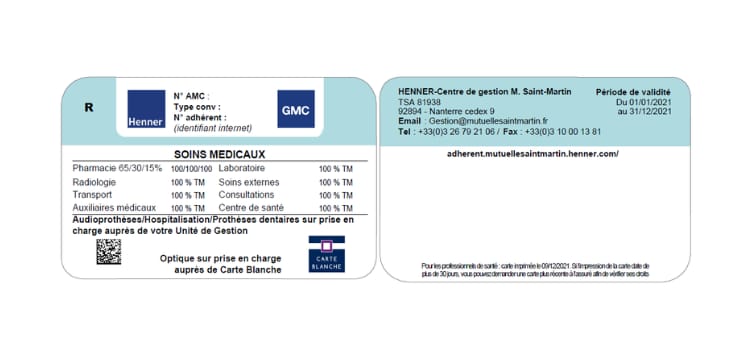 R
Henner
N° AMC :
Type conv :
N° adhérent :
(identifiant internet)
GMC
SOINS MEDICAUX
Pharmacie 65/30/15% 100/100/100 Laboratoire 100 % TM
Radiologie 100 % TM Soins externes 100 % TM
Transport 100 % TM Consultations 100 % TM
Auxiliaires médicaux 100 % TM Centre de santé 100 % TM
Audioprothèses/Hospitalisation/Prothèses dentaires sur prise en
charge auprès de votre Unité de Gestion
Optique sur prise en charge
auprès de Carte Blanche
CARTE
BLANCHE
HENNER-Centre de gestion M. Saint-Martin
TSA 81938
92894 - Nanterre cedex 9
Email : Gestion@mutuellesaintmartin.fr
Tel : +33(0)3 26 79 21 06 / Fax : +33(0)3 10 00 13 81
Période de validité
Du 01/01/2021
au 31/12/2021
adherent.mutuellesaintmartin.henner.com/
Pour les professionnels de santé : carte imprimée le 09/12/2021. Si l'impression de la carte date de
plus de 30 jours, vous pouvez demander une carte plus récente à l'assuré afin de vérifier ses droits